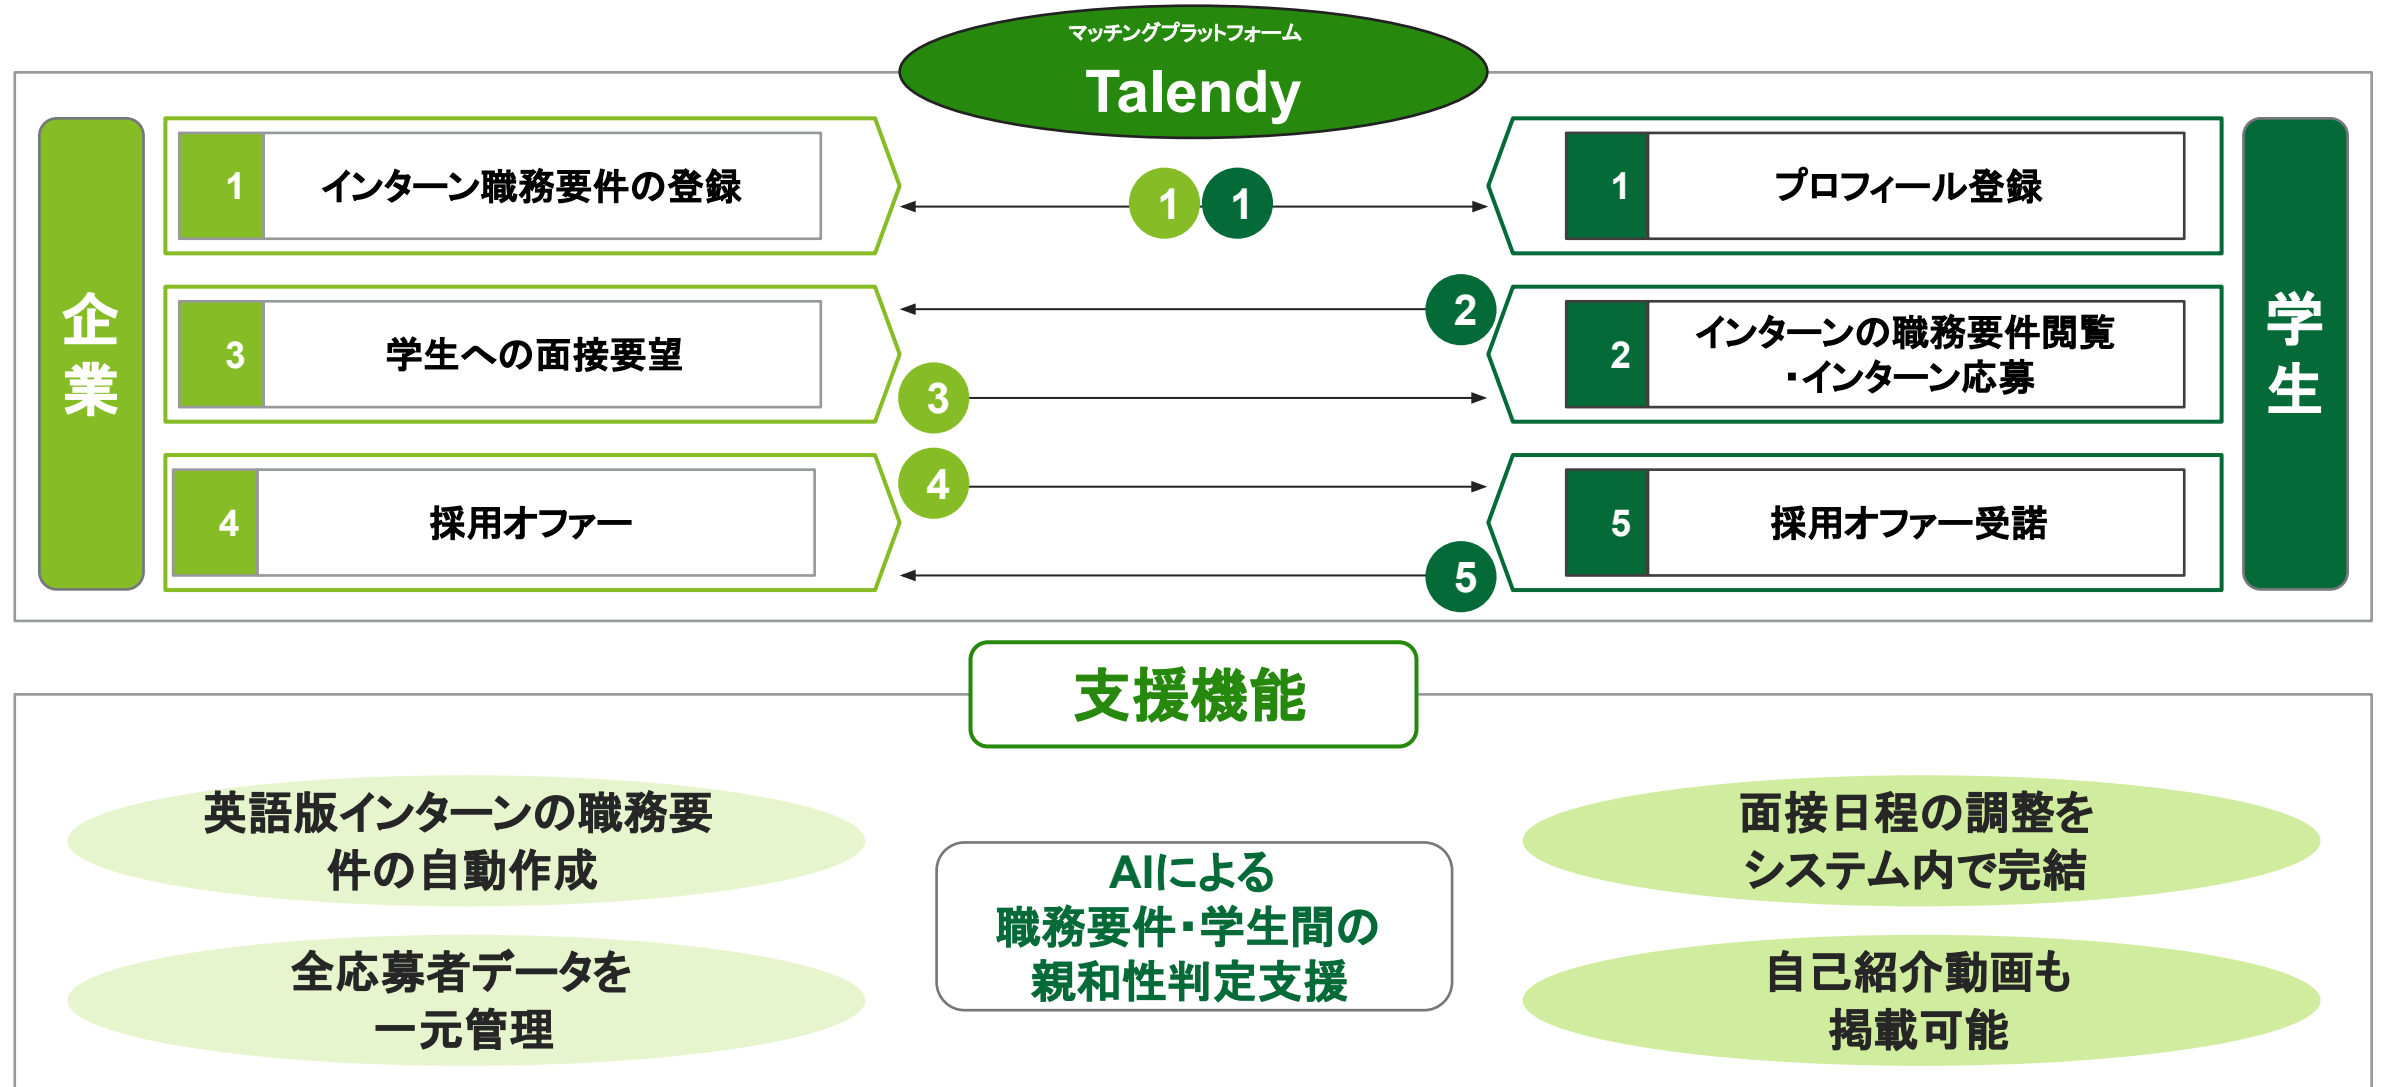 マッチングプラットフォーム
Talendy
企業
1 インターン職務要件の登録
1 1
1 プロフィール登録
学生
3 学生への面接要望
2
3
2 インターンの職務要件閲覧
・インターン応募
4 採用オファー
4
5
5 採用オファー受諾
支援機能
英語版インターンの職務要
件の自動作成
全応募者データを
一元管理
AIによる
職務要件・学生間の
親和性判定支援
面接日程の調整を
システム内で完結
自己紹介動画も
掲載可能